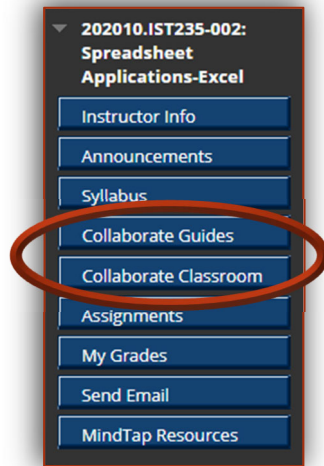 202010.IST235-002:
Spreadsheet
Applications-Excel
Instructor Info
Announcements
Syllabus
Collaborate Guides
Collaborate Classroom
Assignments
My Grades
Send Email
MindTap Resources